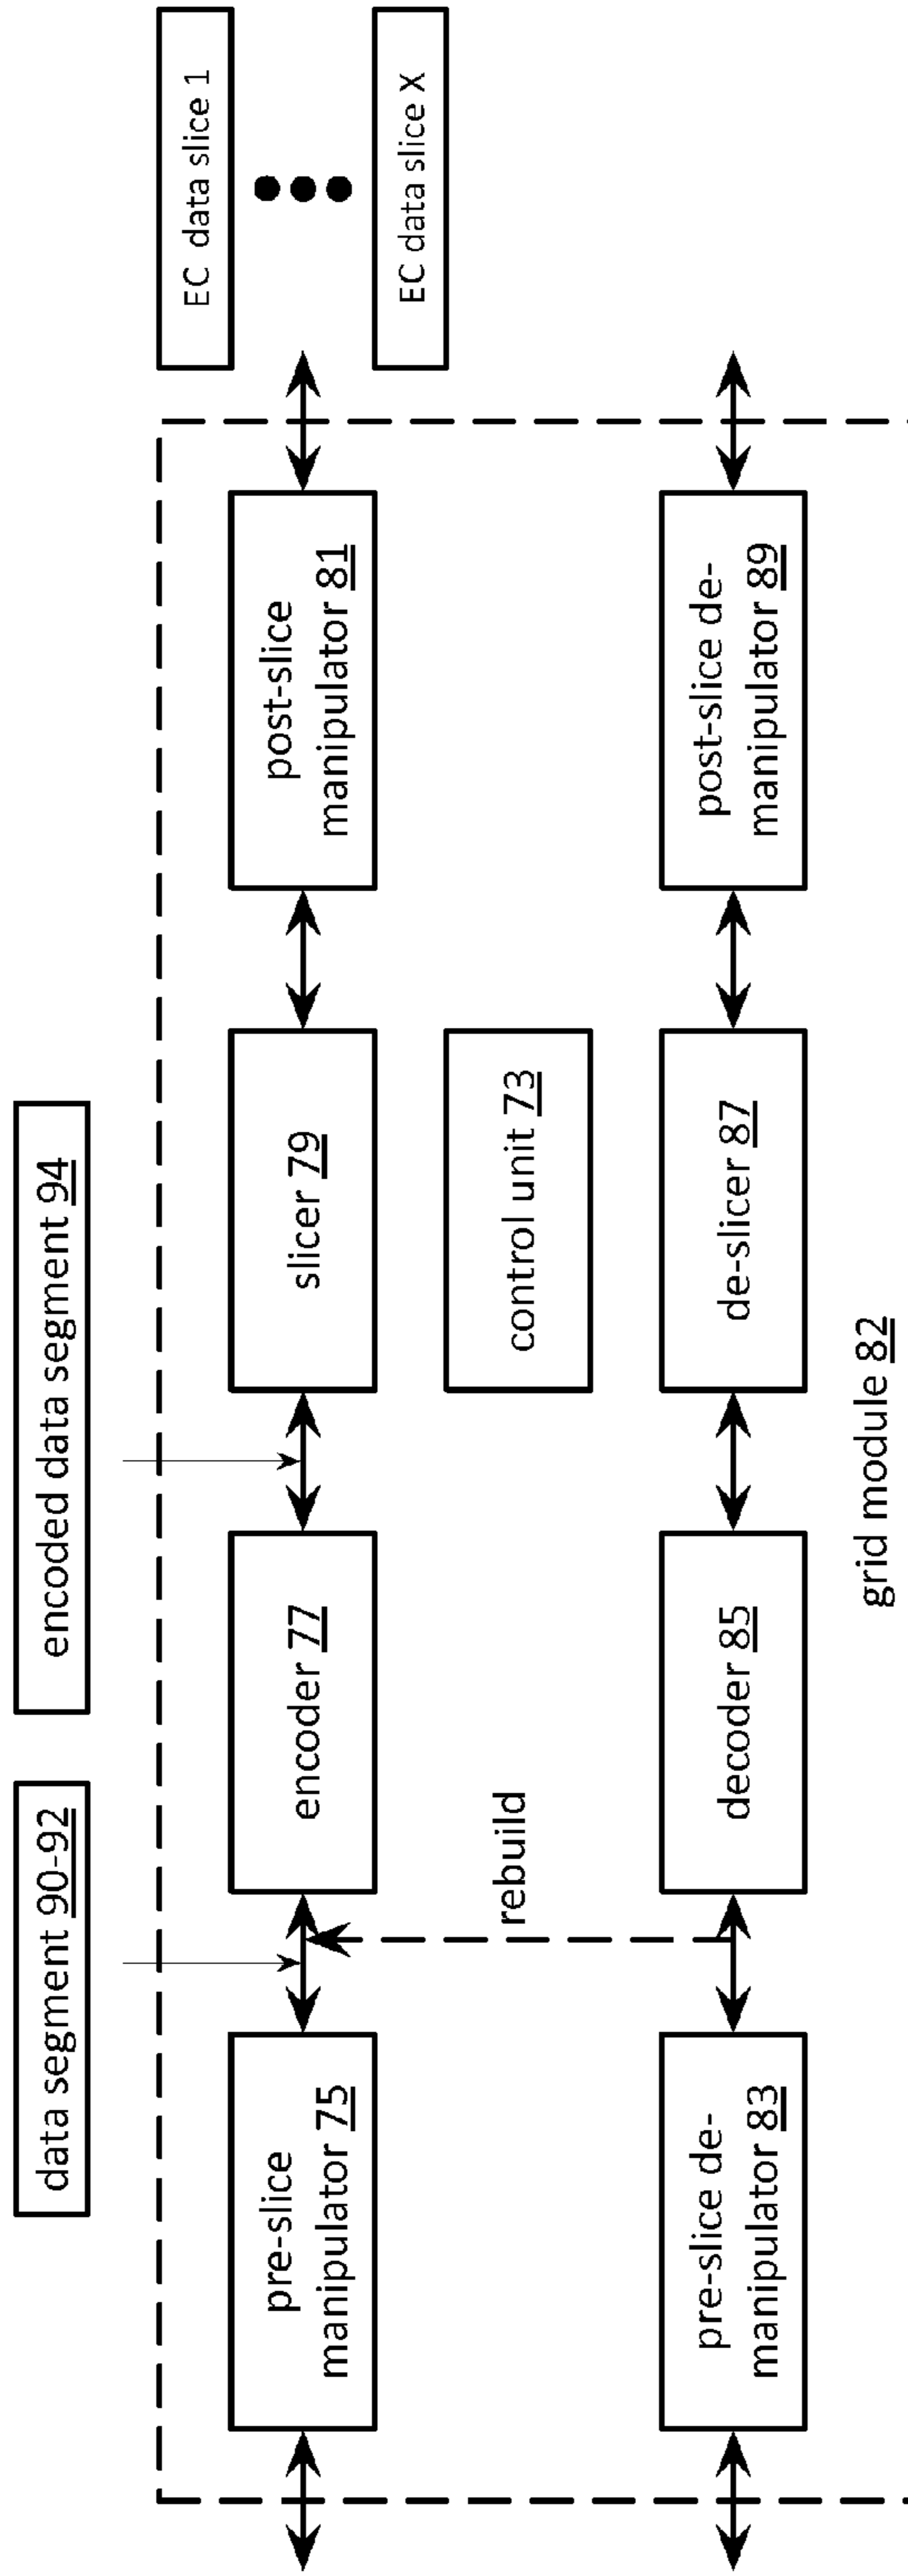 data segment 90-92
encoded data segment 94
pre-slice
manipulator 75
encoder 77
slicer 79
post-slice
manipulator 81
EC data slice 1
EC data slice X
rebuild
control unit 73
pre-slice de-
manipulator 83
decoder 85
de-slicer 87
post-slice de-
manipulator 89
grid module 82